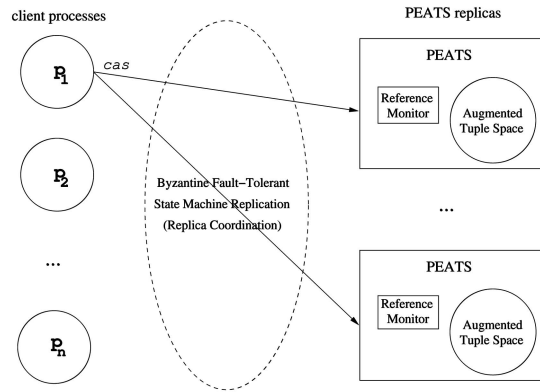 client processes
PEATS replicas
p1
cas
PEATS
Reference
Monitor
Augmented
Tuple Space
p2
Byzantine Fault−Tolerant
State Machine Replication
(Replica Coordination)
...
...
PEATS
Reference
Monitor
Augmented
Tuple Space
pn